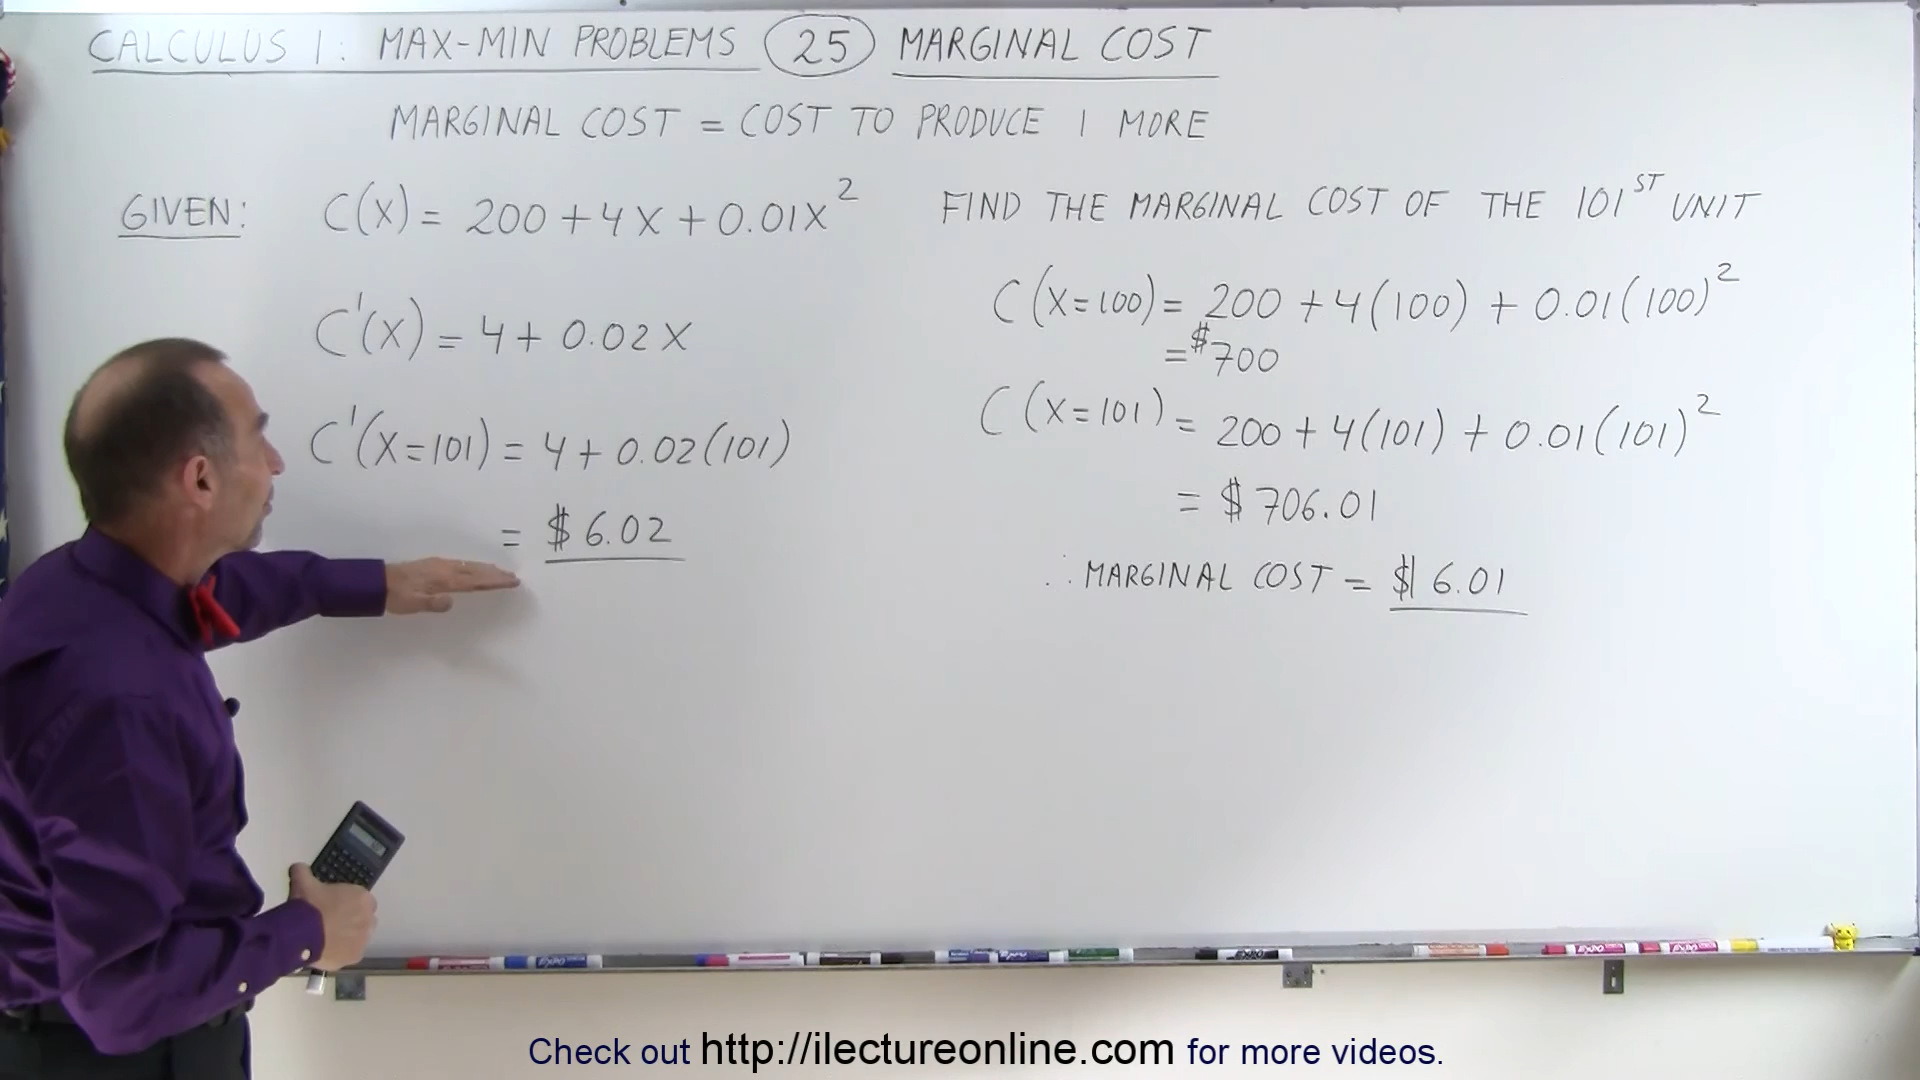 CALCULUS 1: MAX-MIN PROBLEMS 25 MARGINAL COST
MARGINAL COST = COST TO PRODUCE 1 MORE
GIVEN: C(X) = 200 + 4X + 0.01X²
FIND THE MARGINAL COST OF THE 101ST UNIT
C'(X) = 4 + 0.02X
C'(X=101) = 4 + 0.02(101)
= $6.02
C(X=100) = 200 + 4(100) + 0.01(100)²
= $700
C(X=101) = 200 + 4(101) + 0.01(101)²
= $706.01
∴ MARGINAL COST = $6.01
Check out http://ilectureonline.com for more videos.